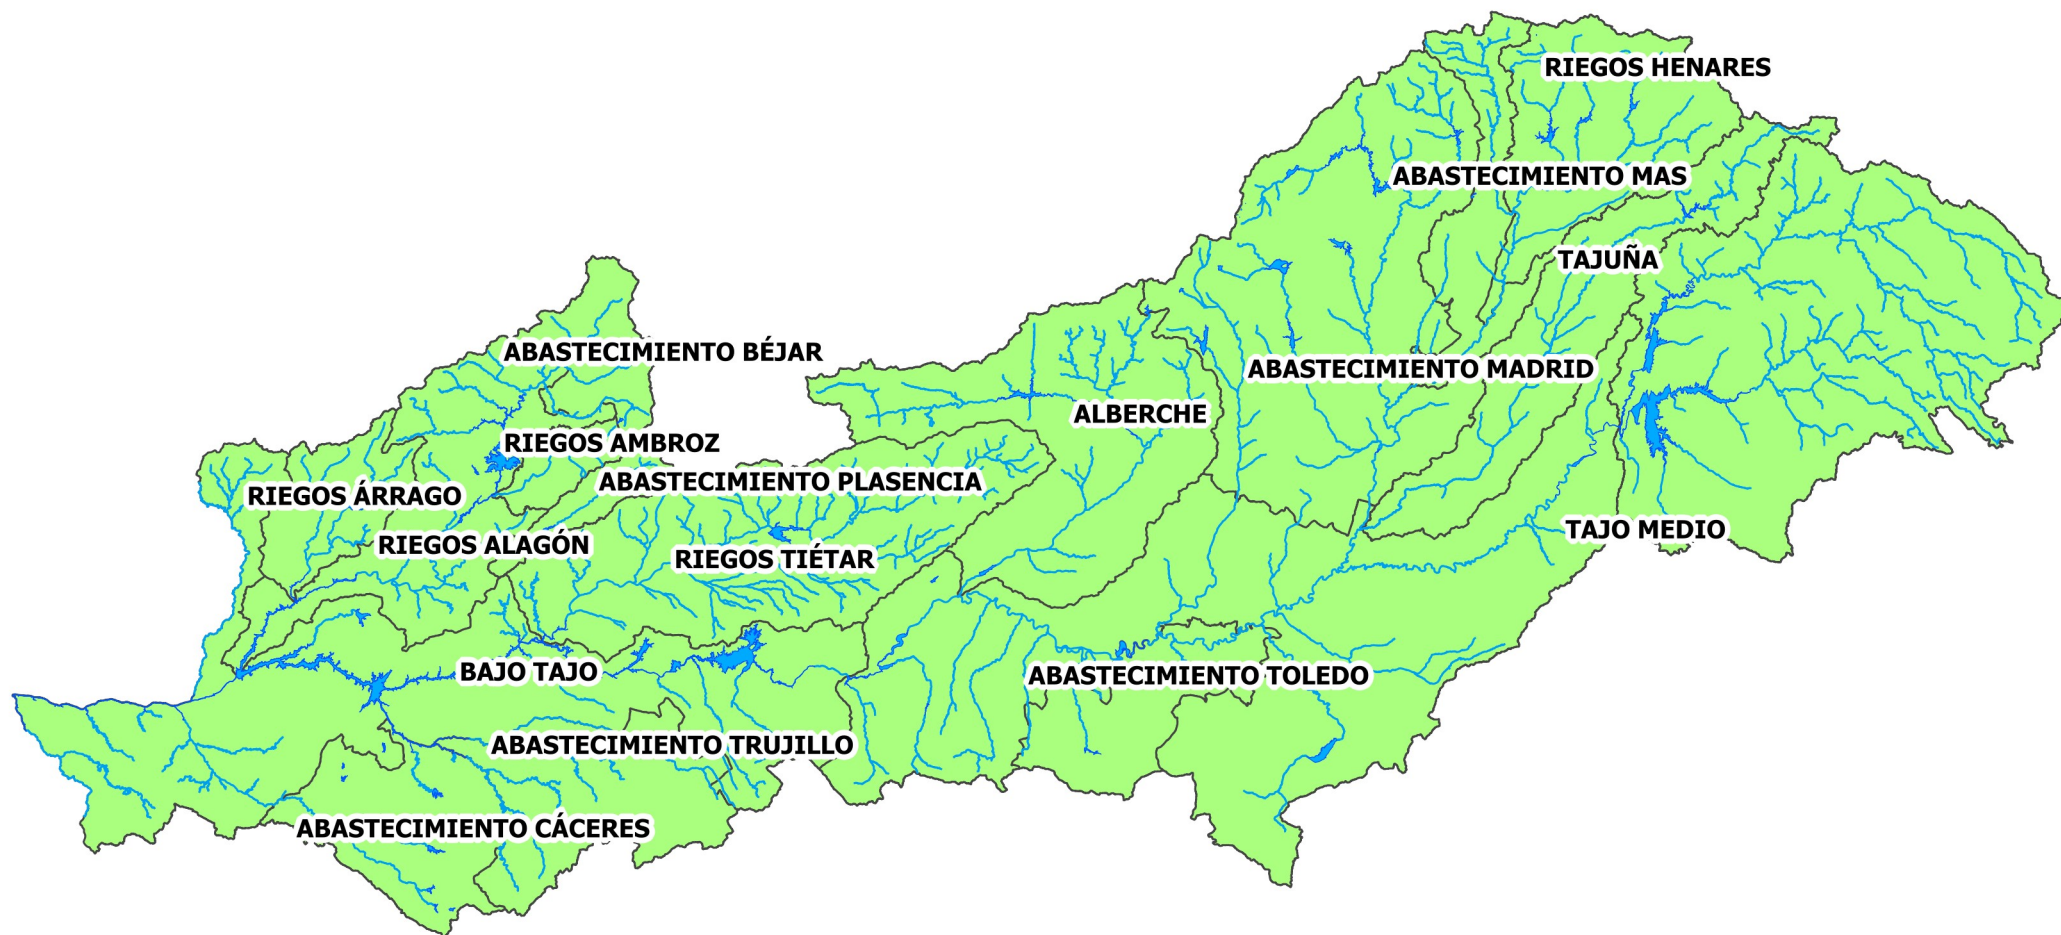 RIEGOS HENARES
ABASTECIMIENTO MAS
TAJUÑA
ABASTECIMIENTO BÉJAR
ABASTECIMIENTO MADRID
ALBERCHE
RIEGOS AMBROZ
ABASTECIMIENTO PLASENCIA
RIEGOS ÁRRAGO
TAJO MEDIO
RIEGOS ALAGÓN
RIEGOS TIÉTAR
BAJO TAJO
ABASTECIMIENTO TOLEDO
ABASTECIMIENTO TRUJILLO
ABASTECIMIENTO CÁCERES